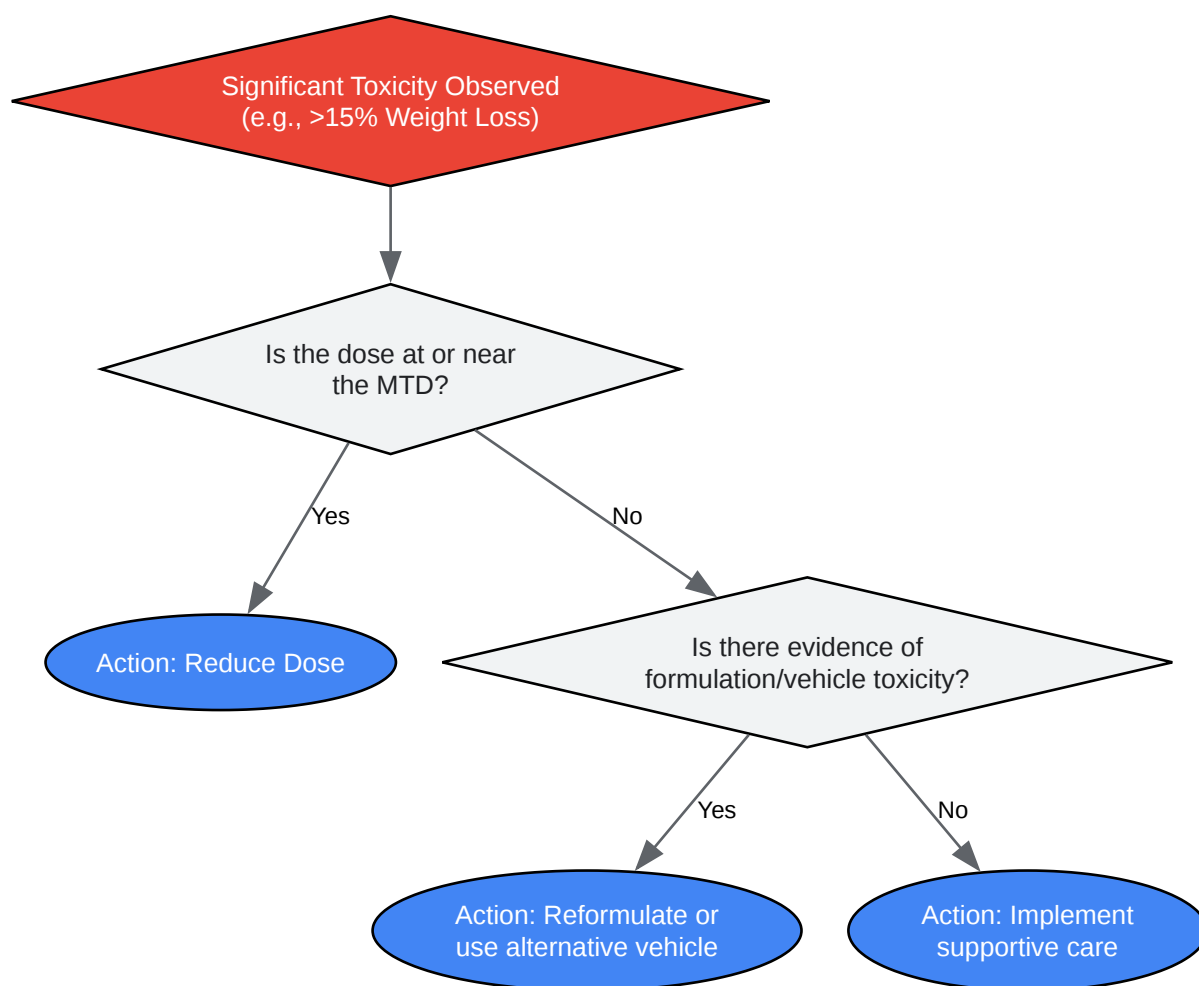 Significant Toxicity Observed
(e.g., >15% Weight Loss)
Is the dose at or near
the MTD?
Yes
No
Action: Reduce Dose
Is there evidence of
formulation/vehicle toxicity?
Yes
No
Action: Reformulate or
use alternative vehicle
Action: Implement
supportive care